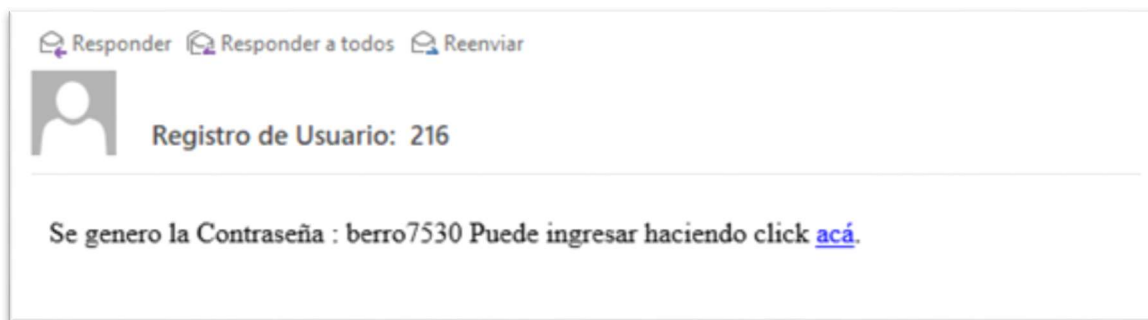 Responder Responder a todos Reenviar
Registro de Usuario: 216
Se genero la Contraseña : berro7530 Puede ingresar haciendo click acá.